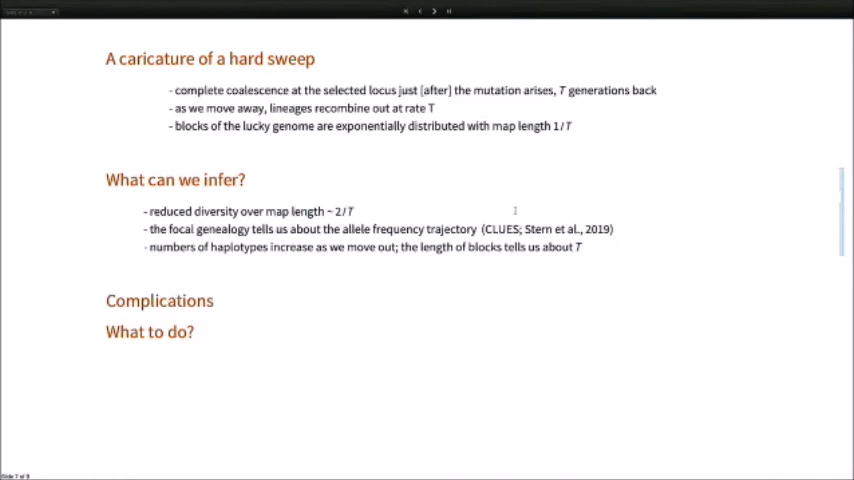 A caricature of a hard sweep
- complete coalescence at the selected locus just [after] the mutation arises, T generations back
- as we move away, lineages recombine out at rate T
- blocks of the lucky genome are exponentially distributed with map length 1/T
What can we infer?
- reduced diversity over map length ~ 2/T
- the focal genealogy tells us about the allele frequency trajectory (CLUES; Stern et al., 2019)
- numbers of haplotypes increase as we move out; the length of blocks tells us about T
Complications
What to do?
Slide 7 of 8